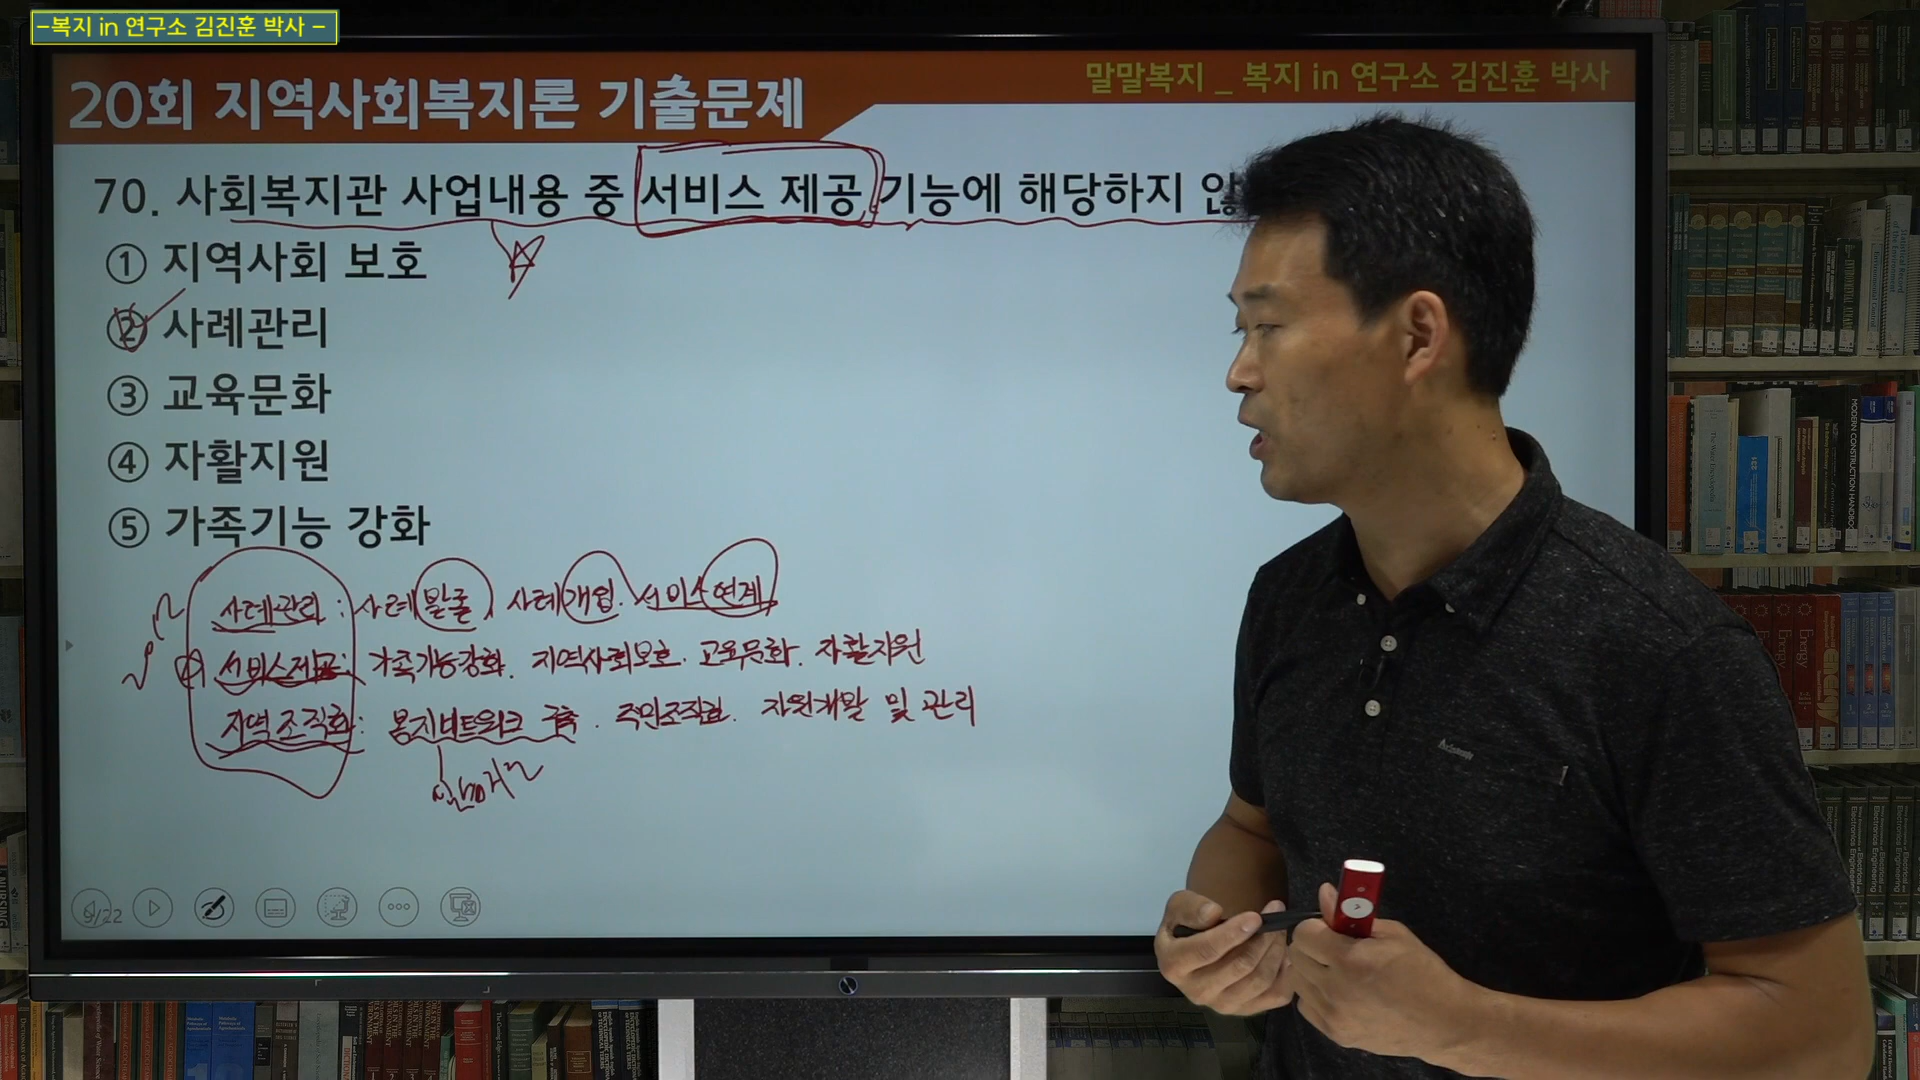 -복지 in 연구소 김진훈 박사 -
20회 지역사회복지론 기출문제
말말복지 _ 복지 in 연구소 김진훈 박사
70. 사회복지관 사업내용 중 서비스 제공 기능에 해당하지 않
① 지역사회 보호
② 사례관리
③ 교육문화
④ 자활지원
⑤ 가족기능 강화
사례관리 : 사례발굴, 사례개입. 서비스연계
서비스제공: 가족기능강화. 지역사회보호. 교육문화. 자활지원
지역조직화: 복지네트워크 구축. 주민조직화. 자원개발 및 관리
9/22
MODERN CONSTRUCTION HANDBOOK
Energy